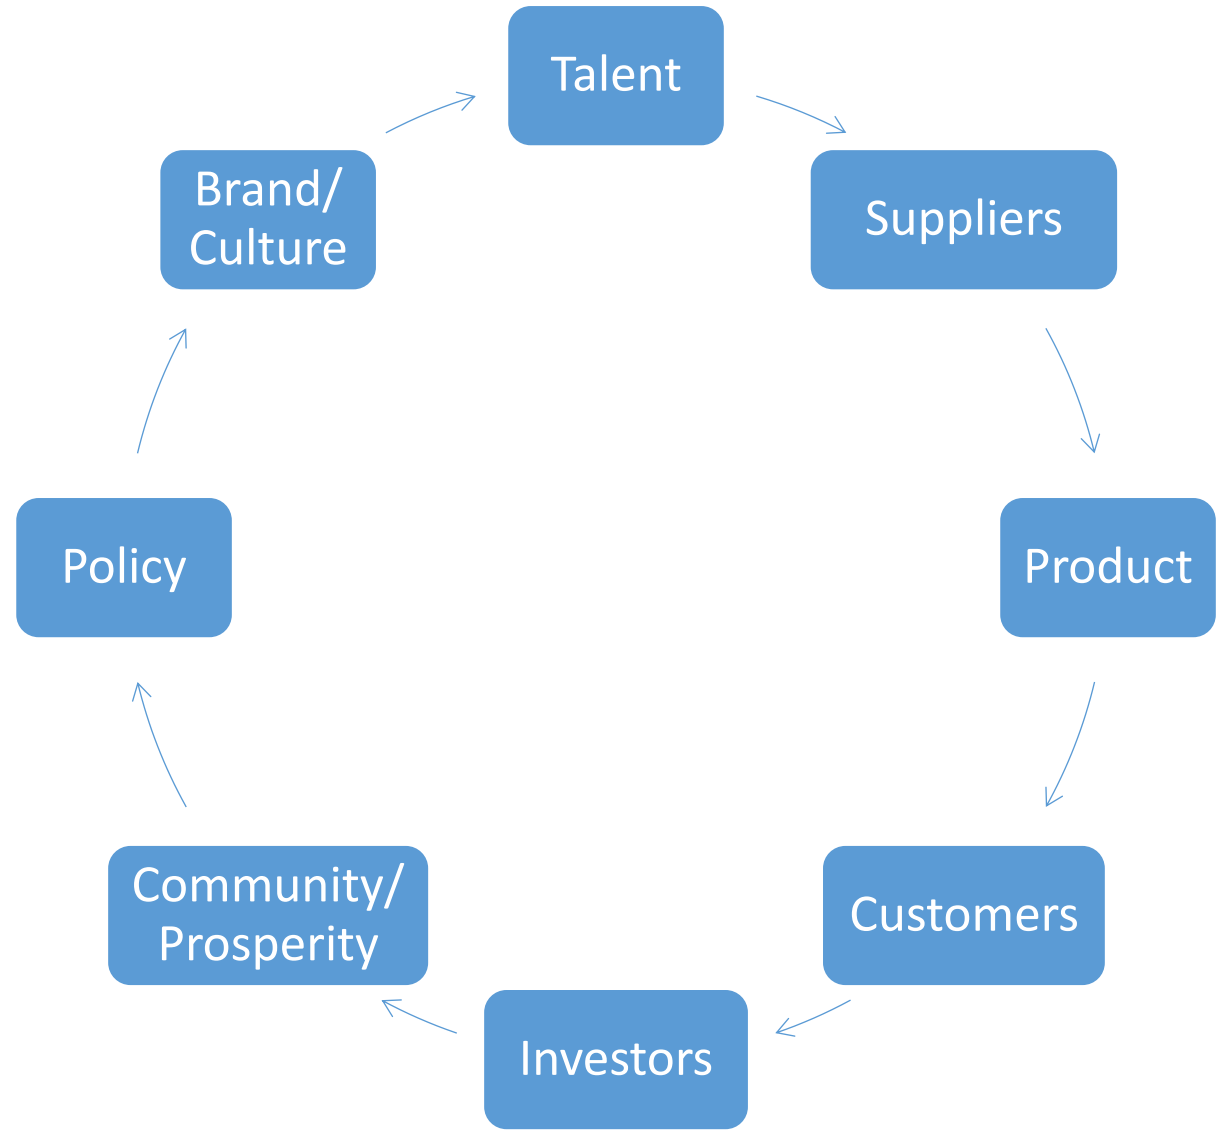 Talent
Suppliers
Product
Customers
Investors
Community/
Prosperity
Policy
Brand/
Culture